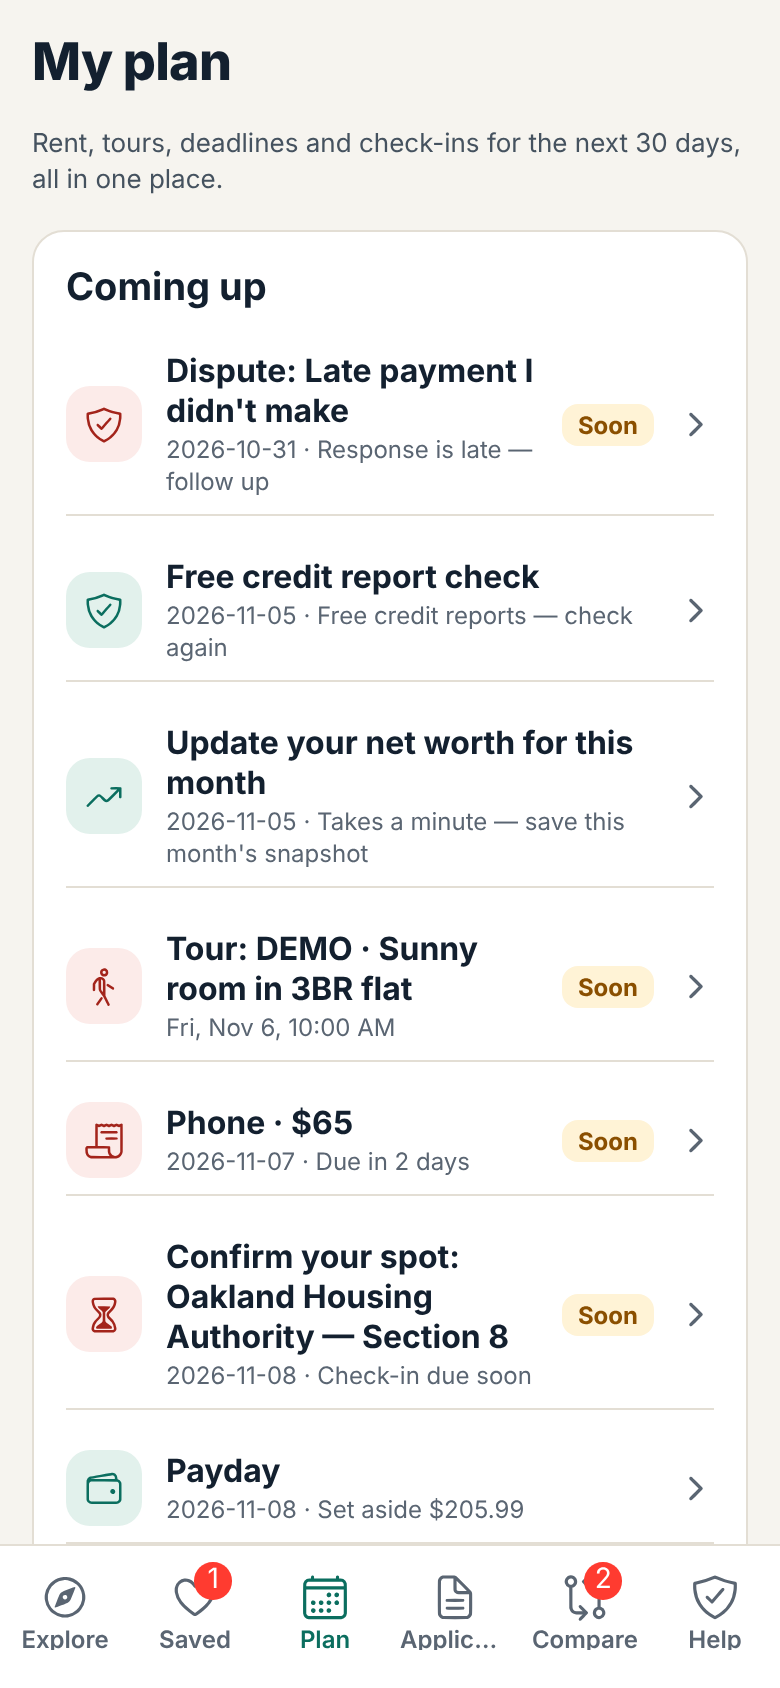 My plan
Rent, tours, deadlines and check-ins for the next 30 days,
all in one place.
Coming up
Dispute: Late payment I
didn't make
2026-10-31 · Response is late —
follow up
Soon
Free credit report check
2026-11-05 · Free credit reports — check
again
Update your net worth for this
month
2026-11-05 · Takes a minute — save this
month's snapshot
Tour: DEMO · Sunny
room in 3BR flat
Fri, Nov 6, 10:00 AM
Soon
Phone · $65
2026-11-07 · Due in 2 days
Soon
Confirm your spot:
Oakland Housing
Authority — Section 8
2026-11-08 · Check-in due soon
Soon
Payday
2026-11-08 · Set aside $205.99
1
2
Explore
Saved
Plan
Applic...
Compare
Help